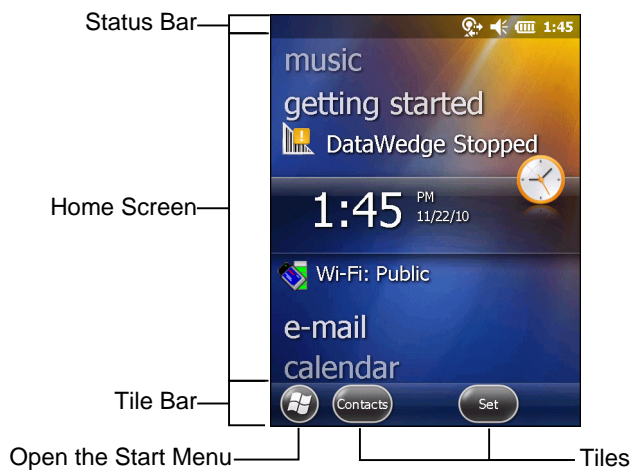 Status Bar
1:45
music
getting started
DataWedge Stopped
Home Screen
1:45 PM
11/22/10
Wi-Fi: Public
e-mail
calendar
Tile Bar
Contacts
Set
Open the Start Menu
Tiles